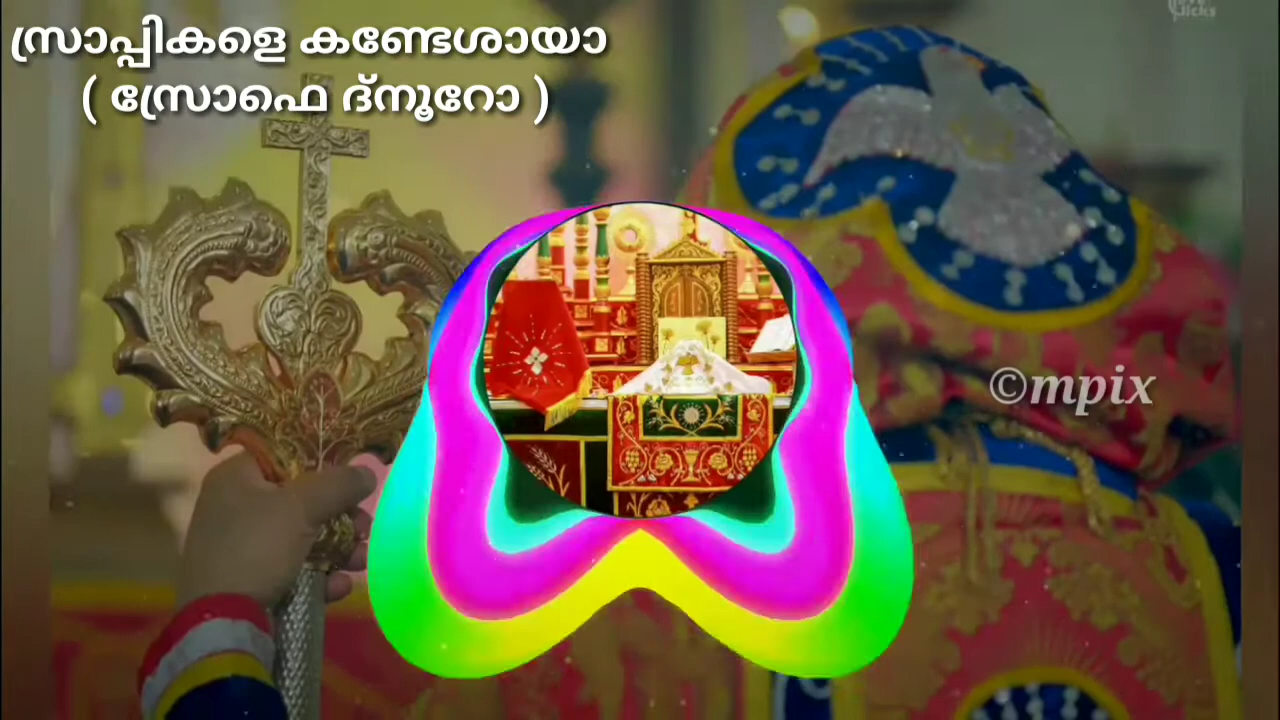 സ്രാപ്പികളെ കണ്ടേശായാ
( സ്രോഫെ ദ്നൂറോ )
©mpix